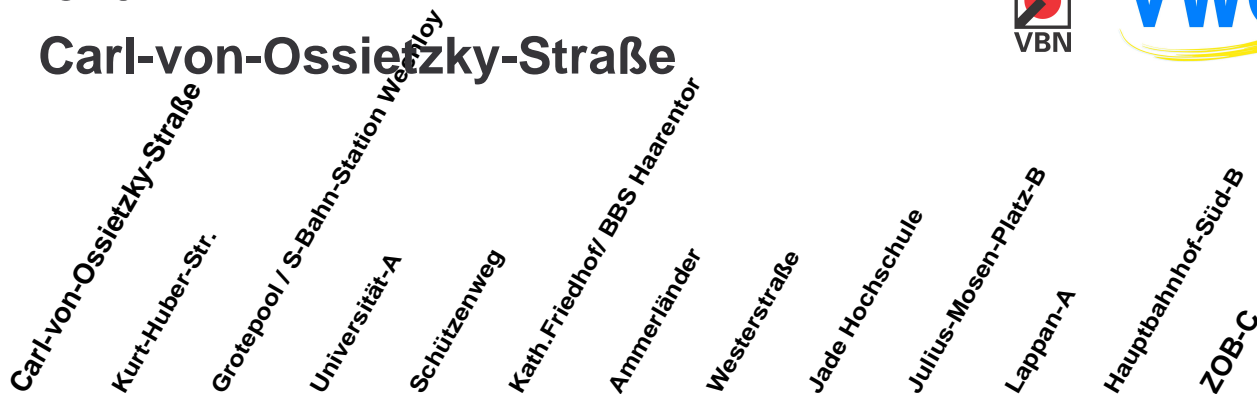 Carl-von-Ossietzky-Straße
VBN
Carl-von-Ossietzky-Straße
Kurt-Huber-Str.
Grotepool / S-Bahn-Station Wechloy
Universität-A
Schützenweg
Kath.Friedhof/ BBS Haarentor
Ammerländer
Westerstraße
Jade Hochschule
Julius-Mosen-Platz-B
Lappan-A
Hauptbahnhof-Süd-B
ZOB-C